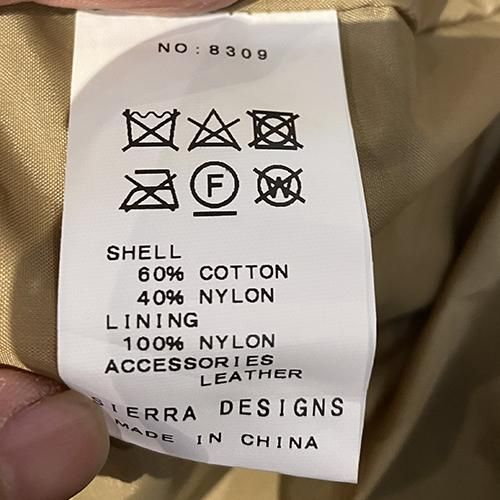 NO:8309
F
W
SHELL
60% COTTON
40% NYLON
LINING
100% NYLON
ACCESSORIES
LEATHER
SIERRA DESIGNS
MADE IN CHINA